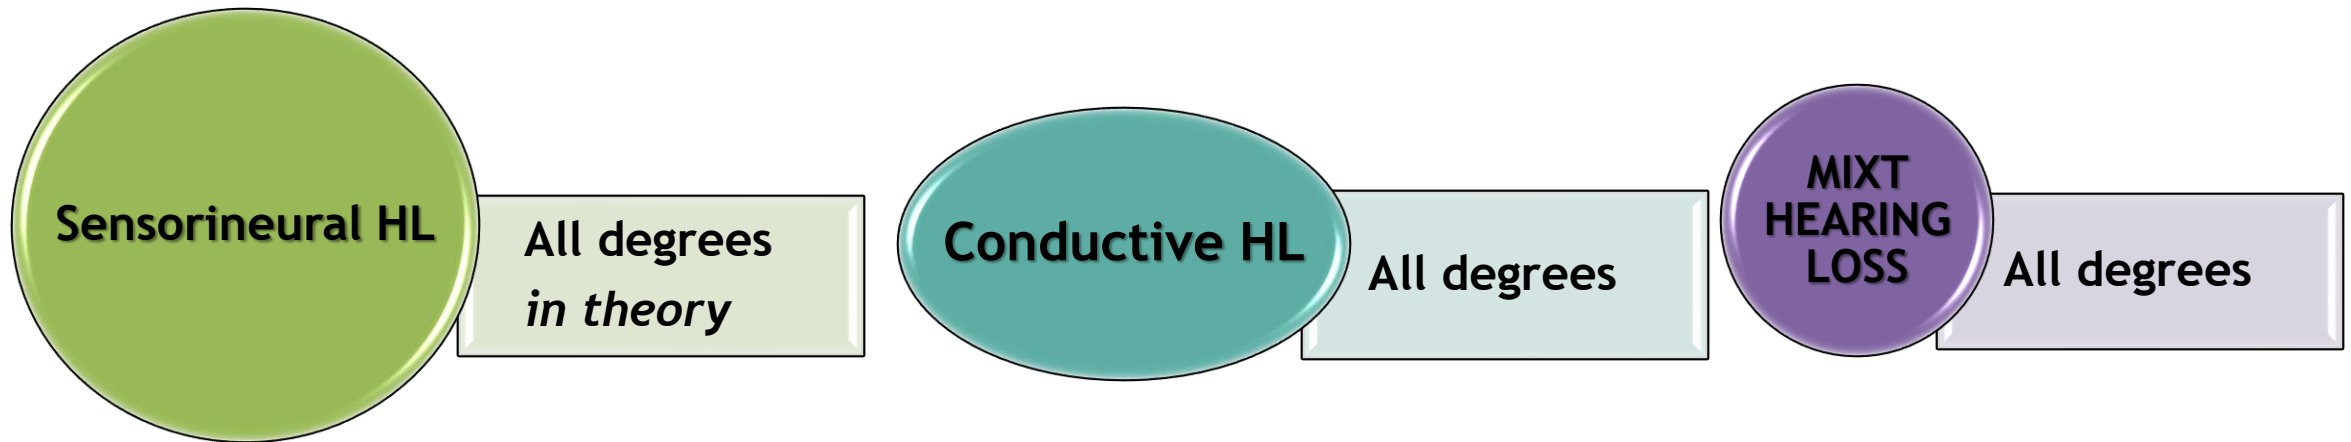 Sensorineural HL
All degrees
in theory
Conductive HL
All degrees
MIXT
HEARING
LOSS
All degrees